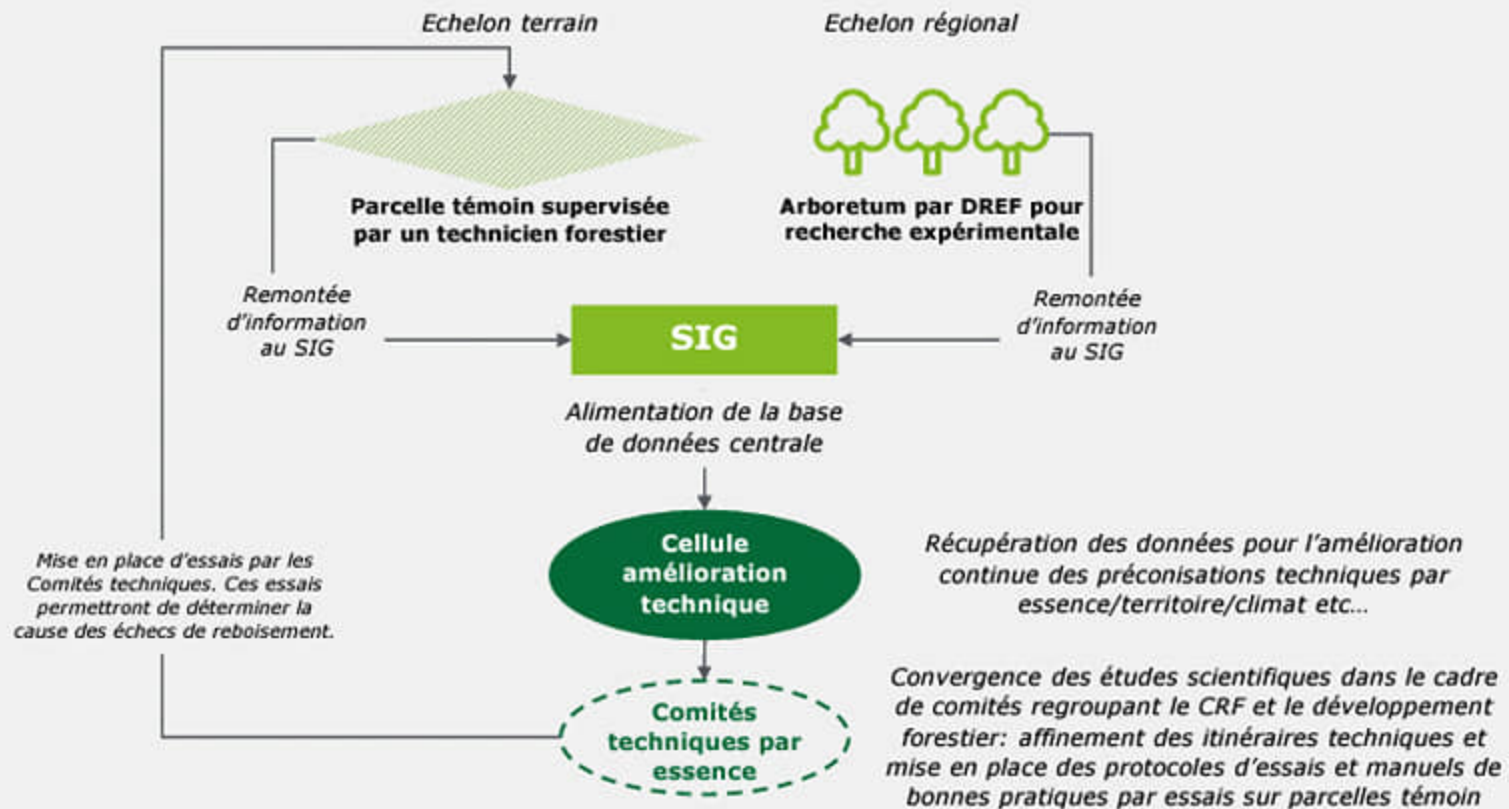 Echelon terrain
Echelon régional
Parcelle témoin supervisée
par un technicien forestier
Arboretum par DREF pour
recherche expérimentale
Remontée
d'information
au SIG
SIG
Remontée
d'information
au SIG
Alimentation de la base
de données centrale
Cellule
amélioration
technique
Récupération des données pour l'amélioration
continue des préconisations techniques par
essence/territoire/climat etc...
Mise en place d'essais par les
Comités techniques. Ces essais
permettront de déterminer la
cause des échecs de reboisement.
Comités
techniques par
essence
Convergence des études scientifiques dans le cadre
de comités regroupant le CRF et le développement
forestier: affinement des itinéraires techniques et
mise en place des protocoles d'essais et manuels de
bonnes pratiques par essais sur parcelles témoin